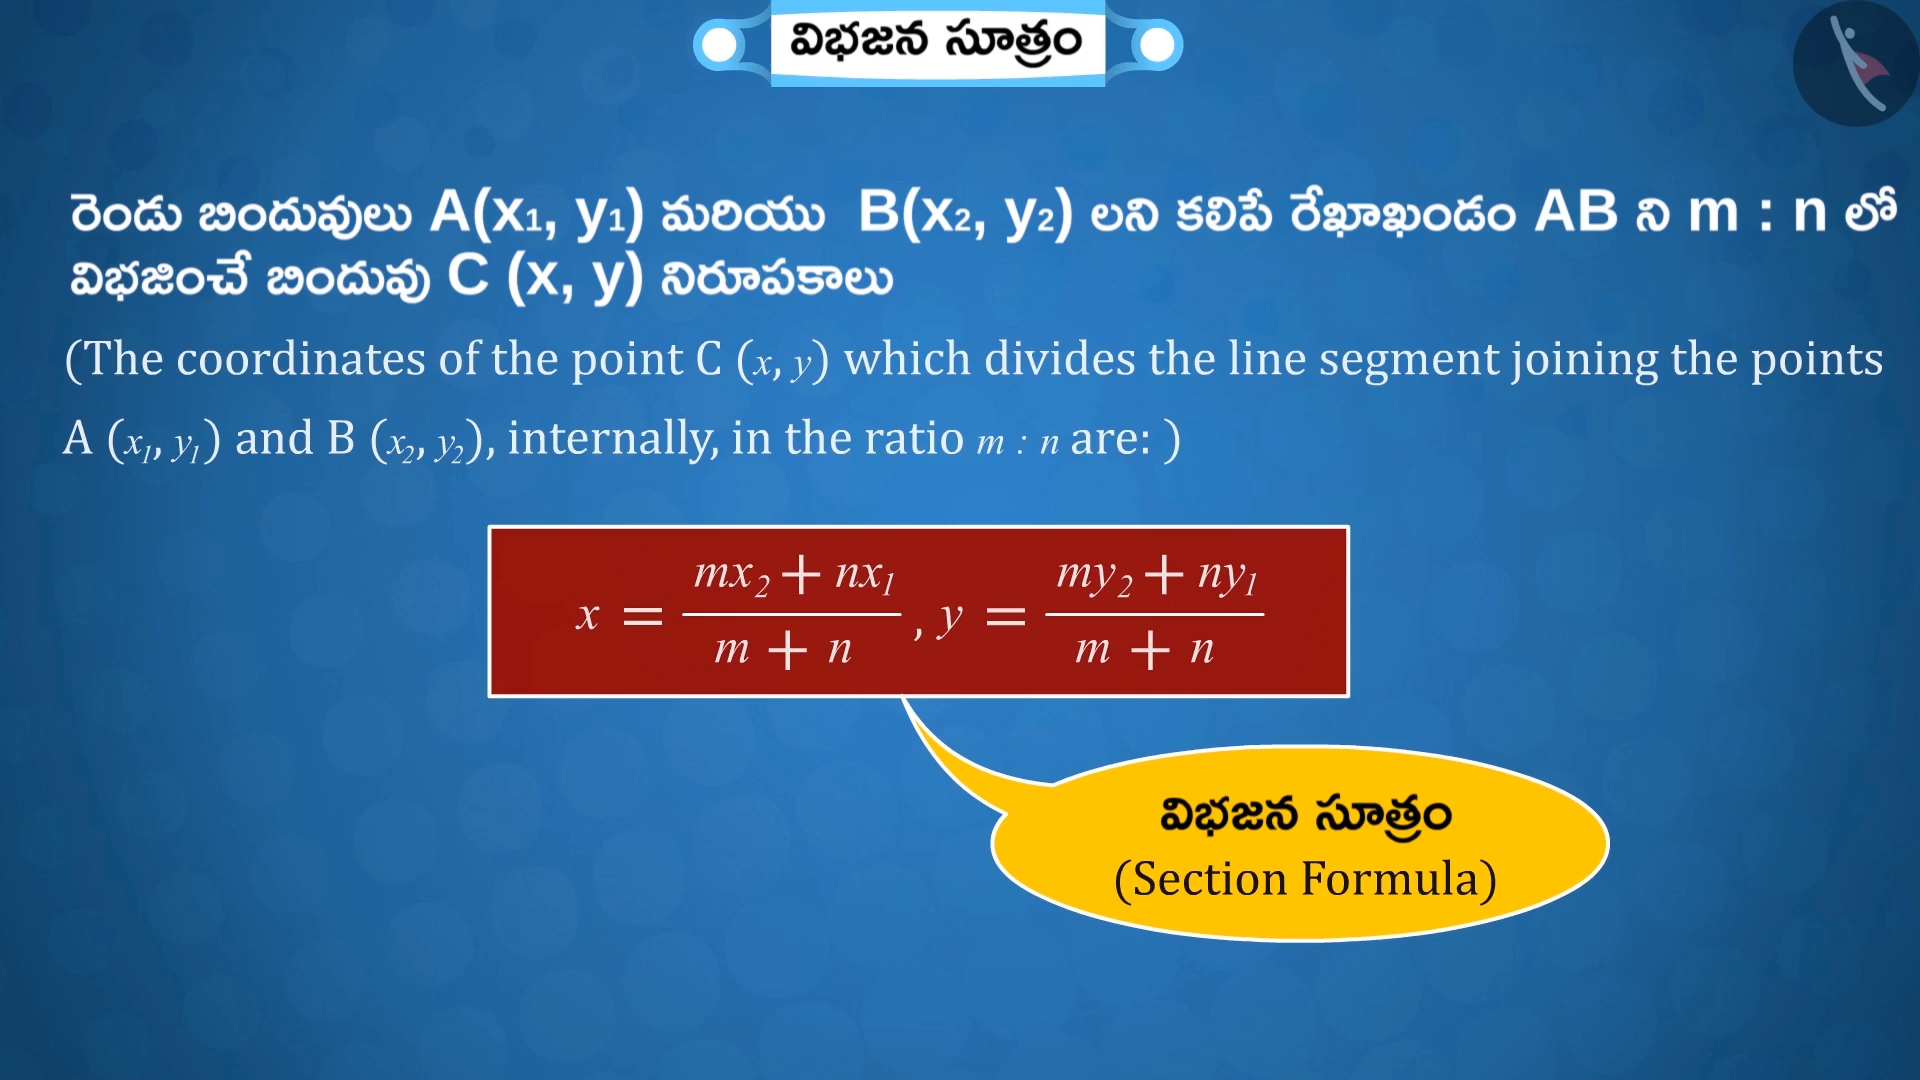 విభజన సూత్రం
రెండు బిందువులు A(x₁, y₁) మరియు B(x₂, y₂) లని కలిపే రేఖాఖండం AB ని m : n లో
విభజించే బిందువు C (x, y) నిరూపకాలు
(The coordinates of the point C (x, y) which divides the line segment joining the points
A (x₁, y₁) and B (x₂, y₂), internally, in the ratio m : n are: )
x = (mx₂ + nx₁)/(m + n) , y = (my₂ + ny₁)/(m + n)
విభజన సూత్రం
(Section Formula)